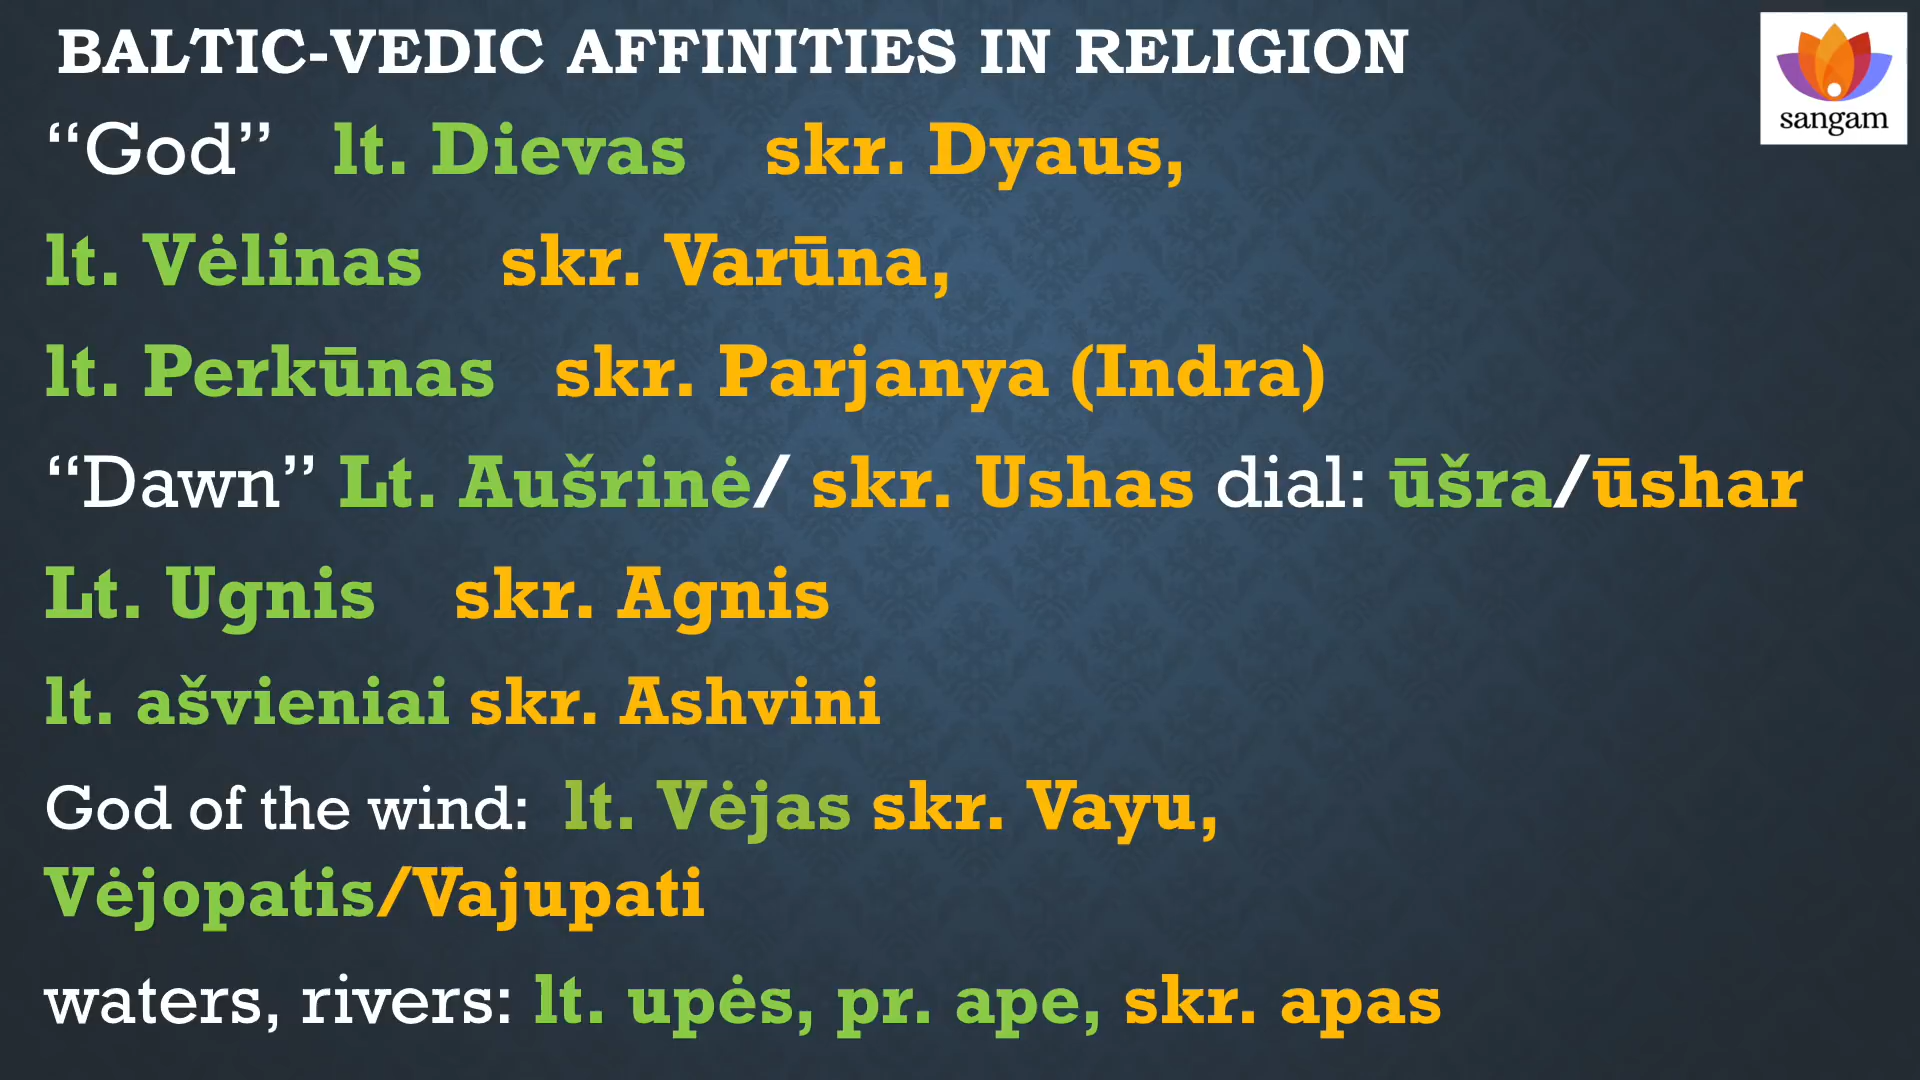 BALTIC-VEDIC AFFINITIES IN RELIGION
sangam
“God” lt. Dievas skr. Dyaus,
lt. Vėlinas skr. Varūna,
lt. Perkūnas skr. Parjanya (Indra)
“Dawn” Lt. Aušrinė/ skr. Ushas dial: ūšra/ūshar
Lt. Ugnis skr. Agnis
lt. ašvieniai skr. Ashvini
God of the wind: lt. Vėjas skr. Vayu,
Vėjopatis/Vajupati
waters, rivers: lt. upės, pr. ape, skr. apas